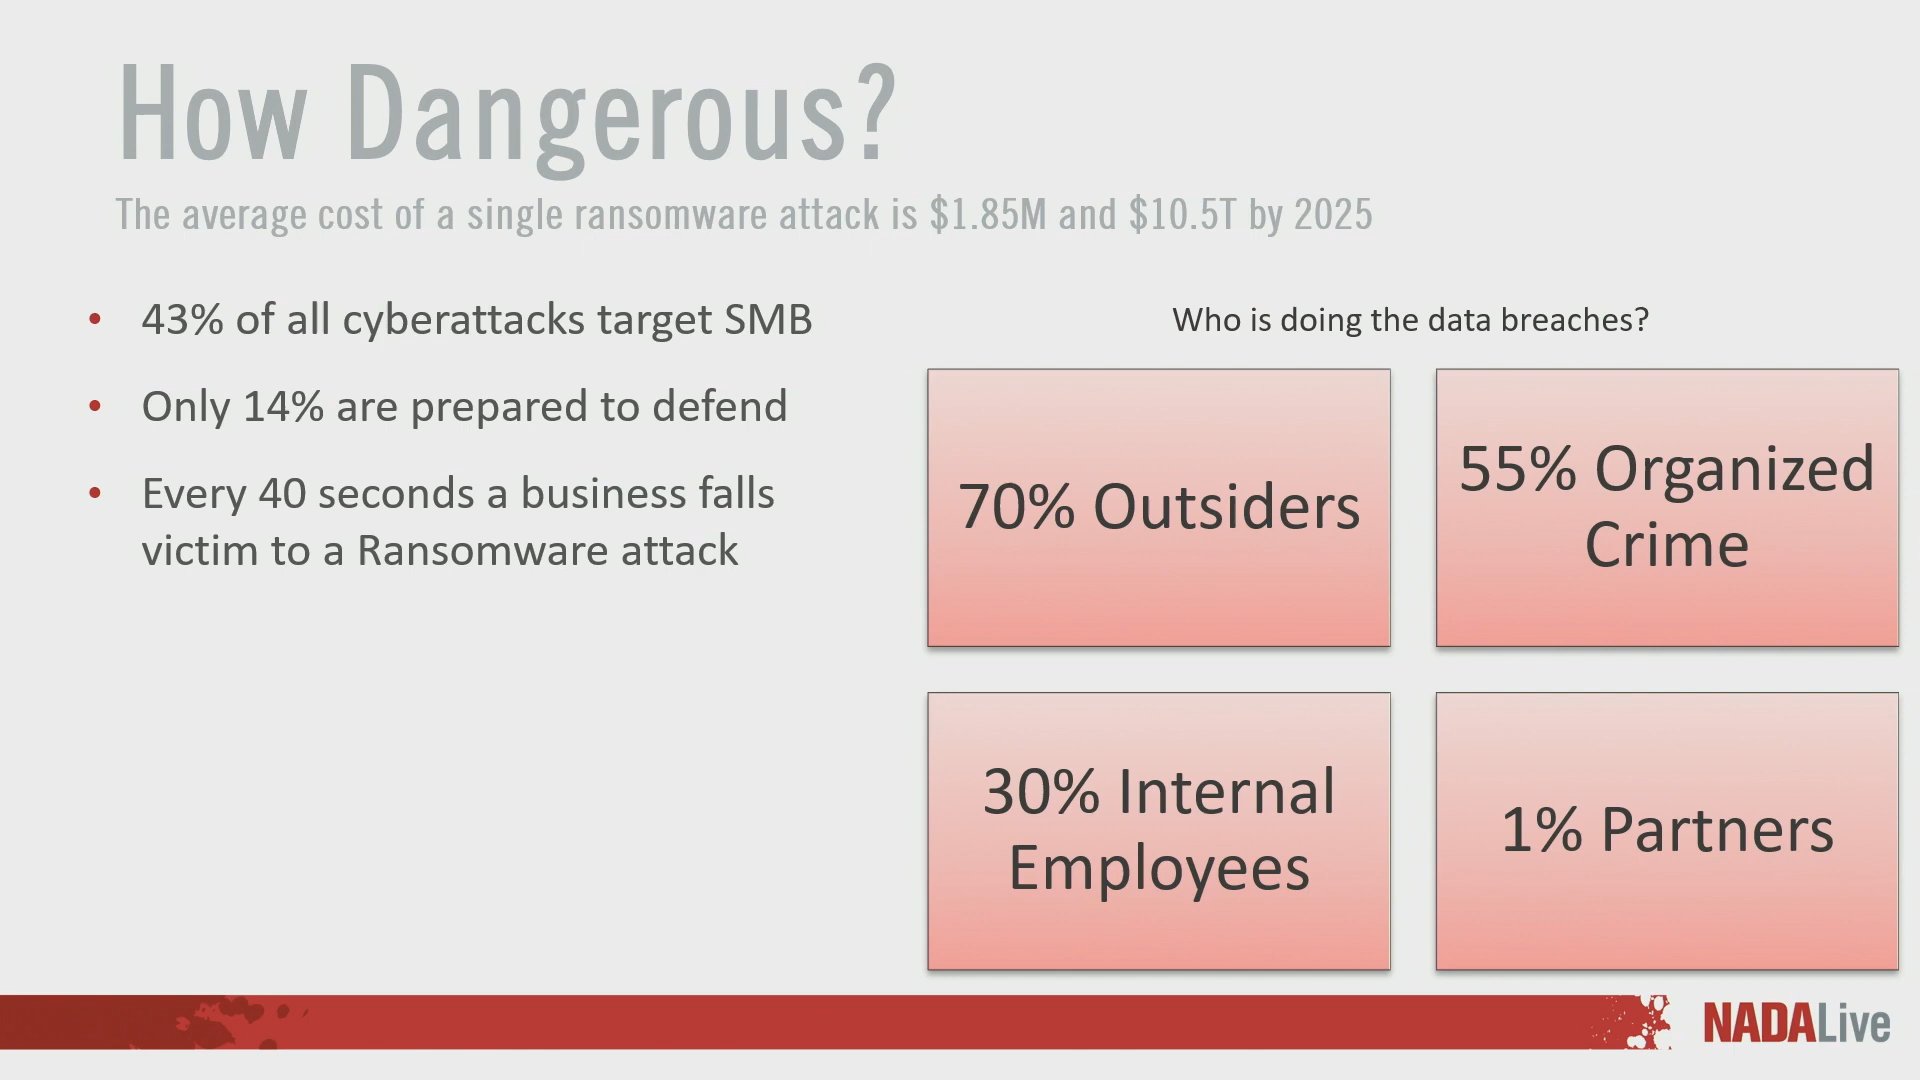 How Dangerous?
The average cost of a single ransomware attack is $1.85M and $10.5T by 2025
• 43% of all cyberattacks target SMB
• Only 14% are prepared to defend
• Every 40 seconds a business falls
victim to a Ransomware attack
Who is doing the data breaches?
70% Outsiders
55% Organized
Crime
30% Internal
Employees
1% Partners
NADALive